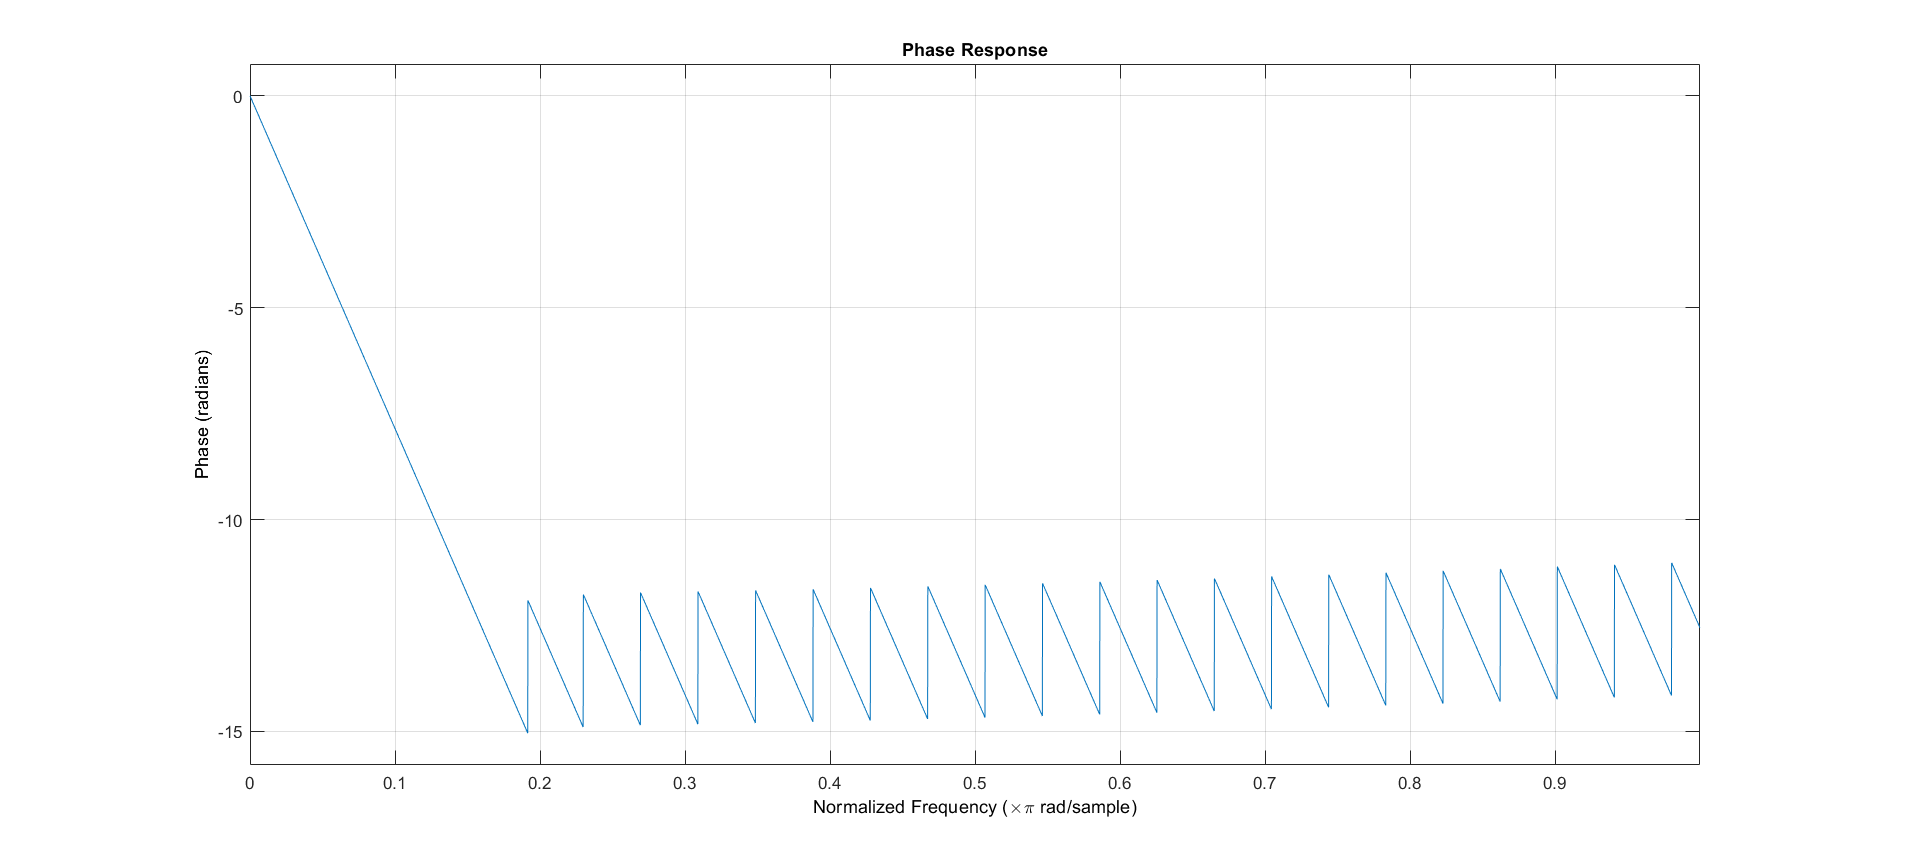 Phase Response
0
-5
-10
-15
Phase (radians)
0 0.1 0.2 0.3 0.4 0.5 0.6 0.7 0.8 0.9
Normalized Frequency (×π rad/sample)